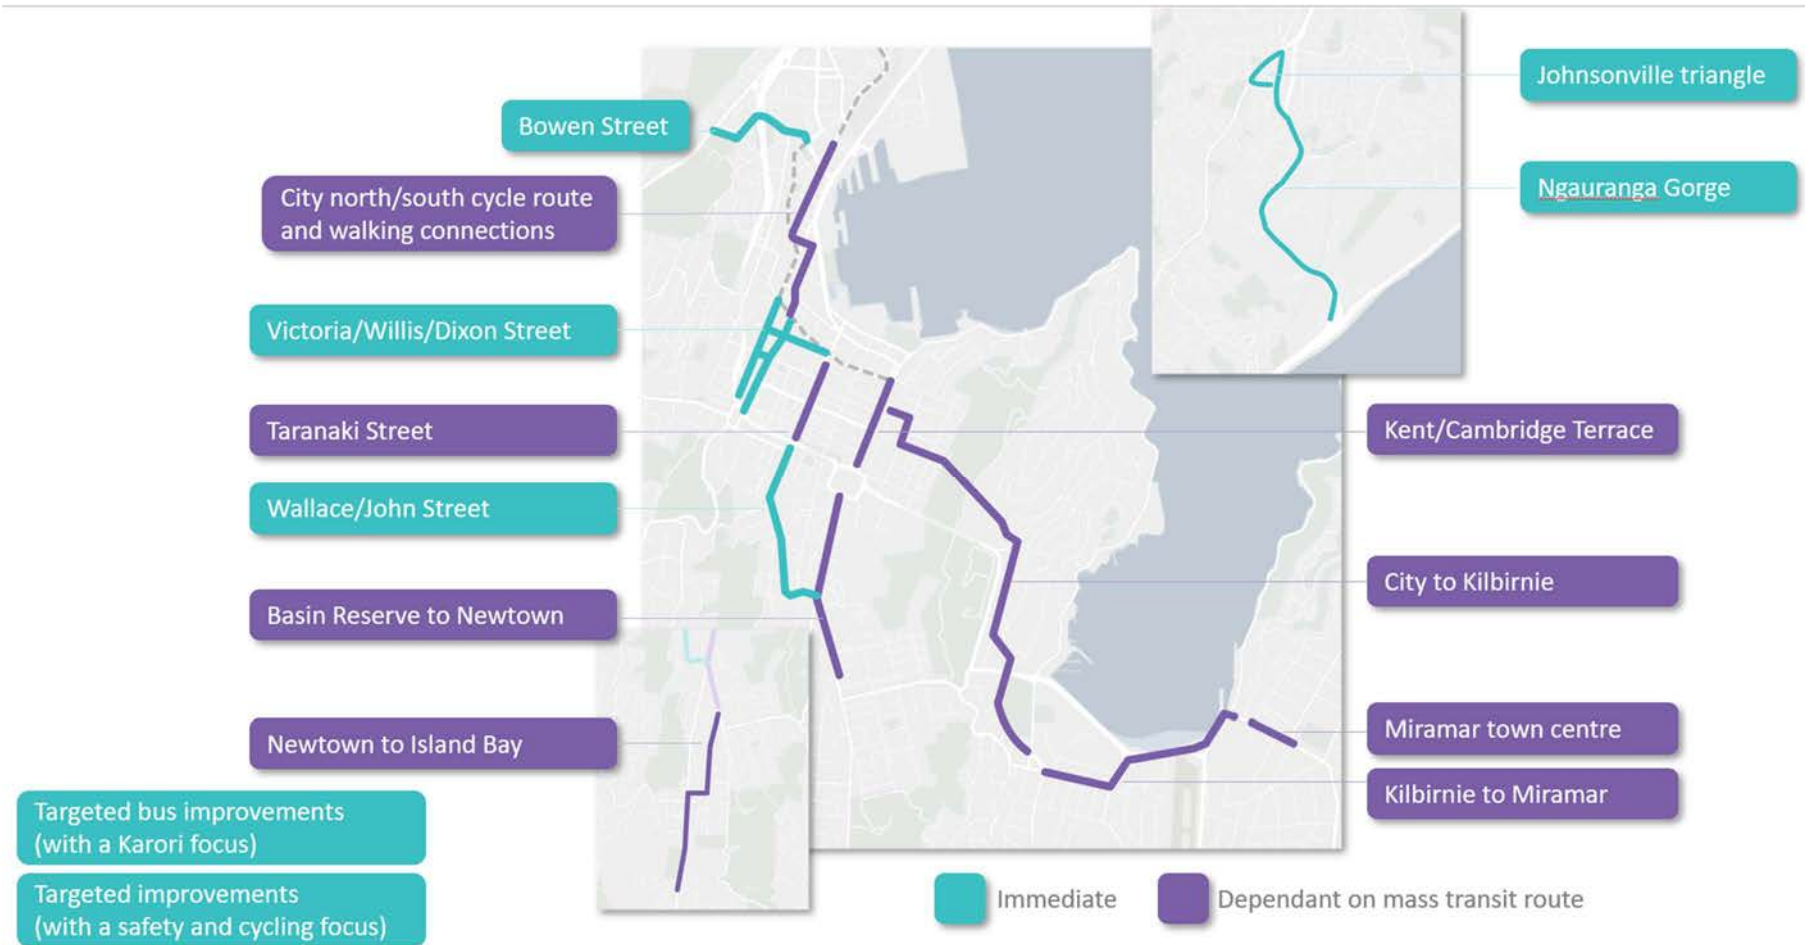 Bowen Street
City north/south cycle route
and walking connections
Victoria/Willis/Dixon Street
Taranaki Street
Wallace/John Street
Basin Reserve to Newtown
Newtown to Island Bay
Targeted bus improvements
(with a Karori focus)
Targeted improvements
(with a safety and cycling focus)
Johnsonville triangle
Ngauranga Gorge
Kent/Cambridge Terrace
City to Kilbirnie
Miramar town centre
Kilbirnie to Miramar
Immediate
Dependant on mass transit route